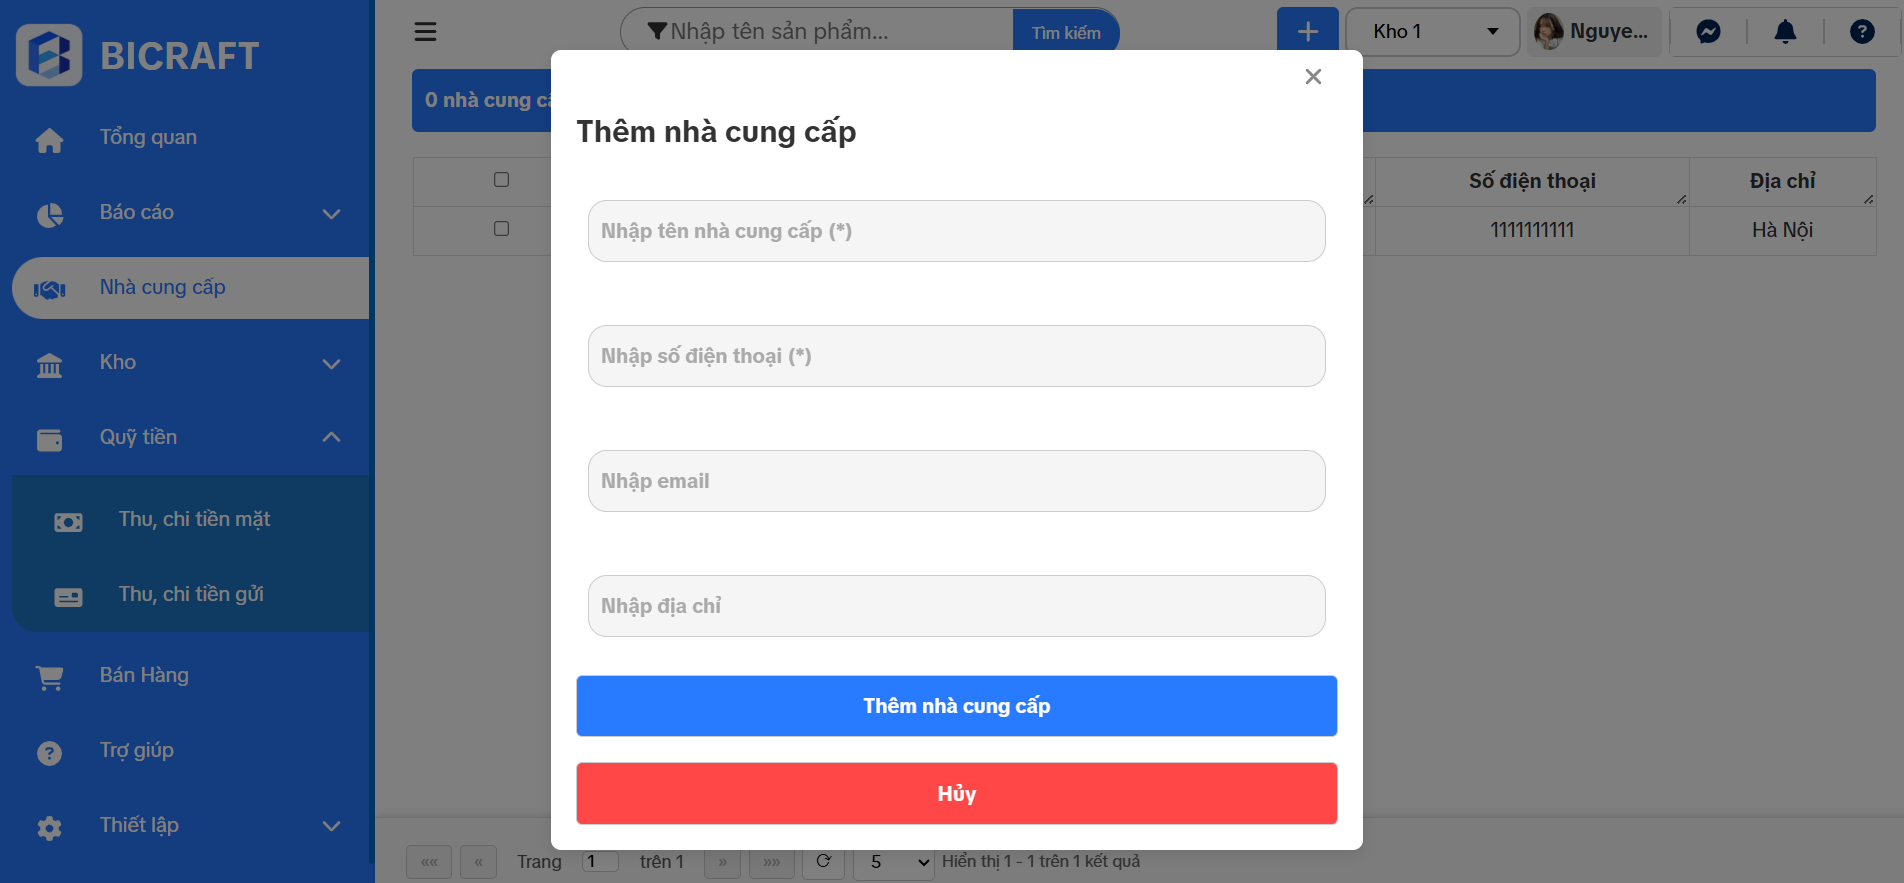 BICRAFT
Tổng quan
Báo cáo
Nhà cung cấp
Kho
Quỹ tiền
Thu, chi tiền mặt
Thu, chi tiền gửi
Bán Hàng
Trợ giúp
Thiết lập
Nhập tên sản phẩm...
Tìm kiếm
+
Kho 1
Nguye...
0 nhà cung
Số điện thoại
Địa chỉ
1111111111
Hà Nội
Thêm nhà cung cấp
Nhập tên nhà cung cấp (*)
Nhập số điện thoại (*)
Nhập email
Nhập địa chỉ
Thêm nhà cung cấp
Hủy
«« « Trang 1 trên 1 » »» 5 Hiển thị 1 - 1 trên 1 kết quả